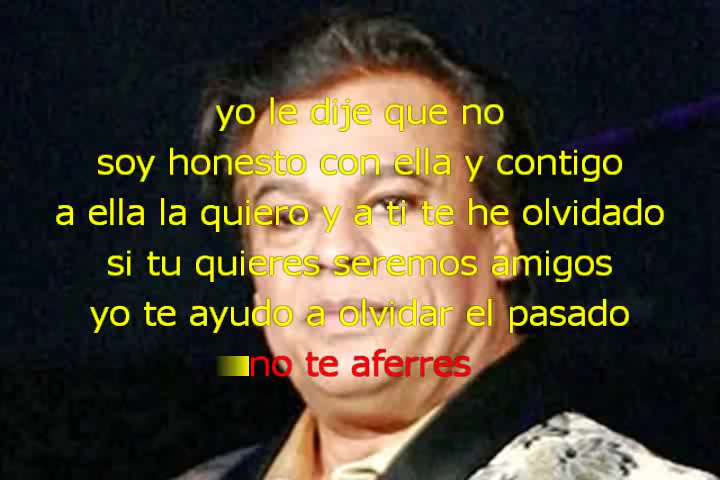 yo le dije que no
soy honesto con ella y contigo
a ella la quiero y a ti te he olvidado
si tu quieres seremos amigos
yo te ayudo a olvidar el pasado
no te aferres